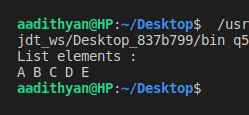 aadithyan@HP:~/Desktop$  /usr
jdt_ws/Desktop_837b799/bin q5
List elements :
A B C D E
aadithyan@HP:~/Desktop$